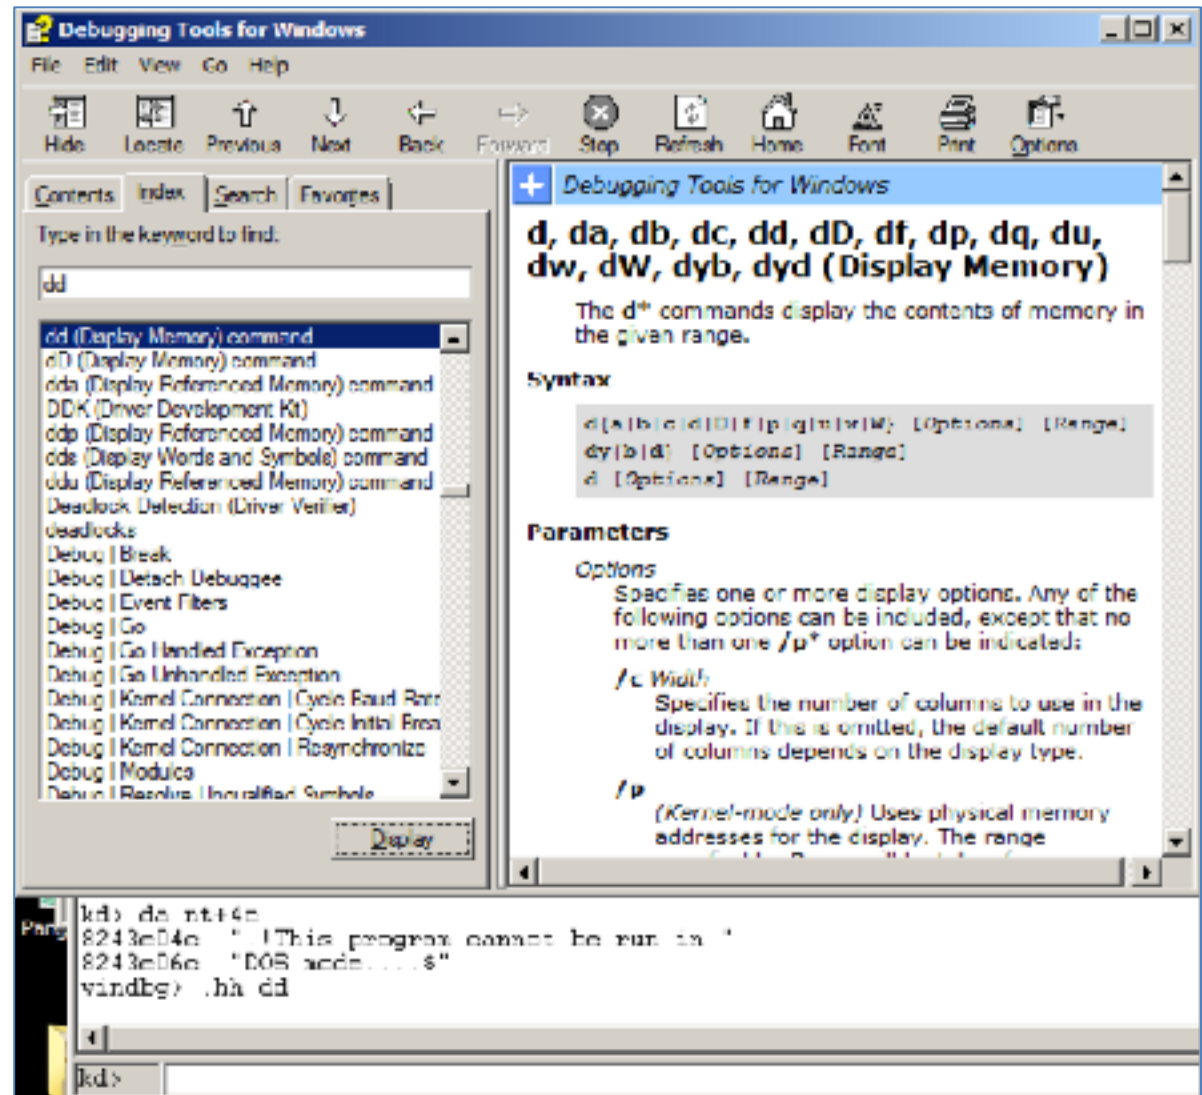 Debugging Tools for Windows
File Edit View Go Help
Hide Locate Previous Next Back Forward Stop Refresh Home Font Print Options
Contents Index Search Favorites
Type in the keyword to find:
dd
dd (Display Memory) command
dD (Display Memory) command
dda (Display Referenced Memory) command
DDK (Driver Development Kit)
ddp (Display Referenced Memory) command
dds (Display Words and Symbols) command
ddu (Display Referenced Memory) command
Deadlock Detection (Driver Verifier)
deadlocks
Debug | Break
Debug | Detach Debuggee
Debug | Event Filters
Debug | Go
Debug | Go Handled Exception
Debug | Go Unhandled Exception
Debug | Kernel Connection | Cycle Baud Rate
Debug | Kernel Connection | Cycle Initial Brea
Debug | Kernel Connection | Resynchronize
Debug | Modules
Debug | Resolve Unqualified Symbols
Display
Debugging Tools for Windows
d, da, db, dc, dd, dD, df, dp, dq, du,
dw, dW, dyb, dyd (Display Memory)
The d* commands display the contents of memory in
the given range.
Syntax
d{a|b|c|d|D|f|p|q|u|w|W} [Options] [Range]
dy{b|d} [Options] [Range]
d [Options] [Range]
Parameters
Options
Specifies one or more display options. Any of the
following options can be included, except that no
more than one /p* option can be indicated:
/c Width
Specifies the number of columns to use in the
display. If this is omitted, the default number
of columns depends on the display type.
/p
(Kernel-mode only) Uses physical memory
addresses for the display. The range
kd> da nt+4c
".!This program cannot be run in "
"DOS mode....$"
windbg> .hh dd
kd>